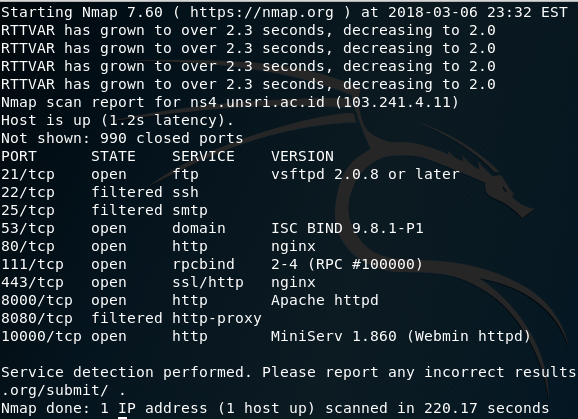 Starting Nmap 7.60 ( https://nmap.org ) at 2018-03-06 23:32 EST
RTTVAR has grown to over 2.3 seconds, decreasing to 2.0
RTTVAR has grown to over 2.3 seconds, decreasing to 2.0
RTTVAR has grown to over 2.3 seconds, decreasing to 2.0
RTTVAR has grown to over 2.3 seconds, decreasing to 2.0
Nmap scan report for ns4.unsri.ac.id (103.241.4.11)
Host is up (1.2s latency).
Not shown: 990 closed ports
PORT      STATE    SERVICE    VERSION
21/tcp    open     ftp        vsftpd 2.0.8 or later
22/tcp    filtered ssh
25/tcp    filtered smtp
53/tcp    open     domain     ISC BIND 9.8.1-P1
80/tcp    open     http       nginx
111/tcp   open     rpcbind    2-4 (RPC #100000)
443/tcp   open     ssl/http   nginx
8000/tcp  open     http       Apache httpd
8080/tcp  filtered http-proxy
10000/tcp open     http       MiniServ 1.860 (Webmin httpd)
Service detection performed. Please report any incorrect results
.org/submit/ .
Nmap done: 1 IP address (1 host up) scanned in 220.17 seconds